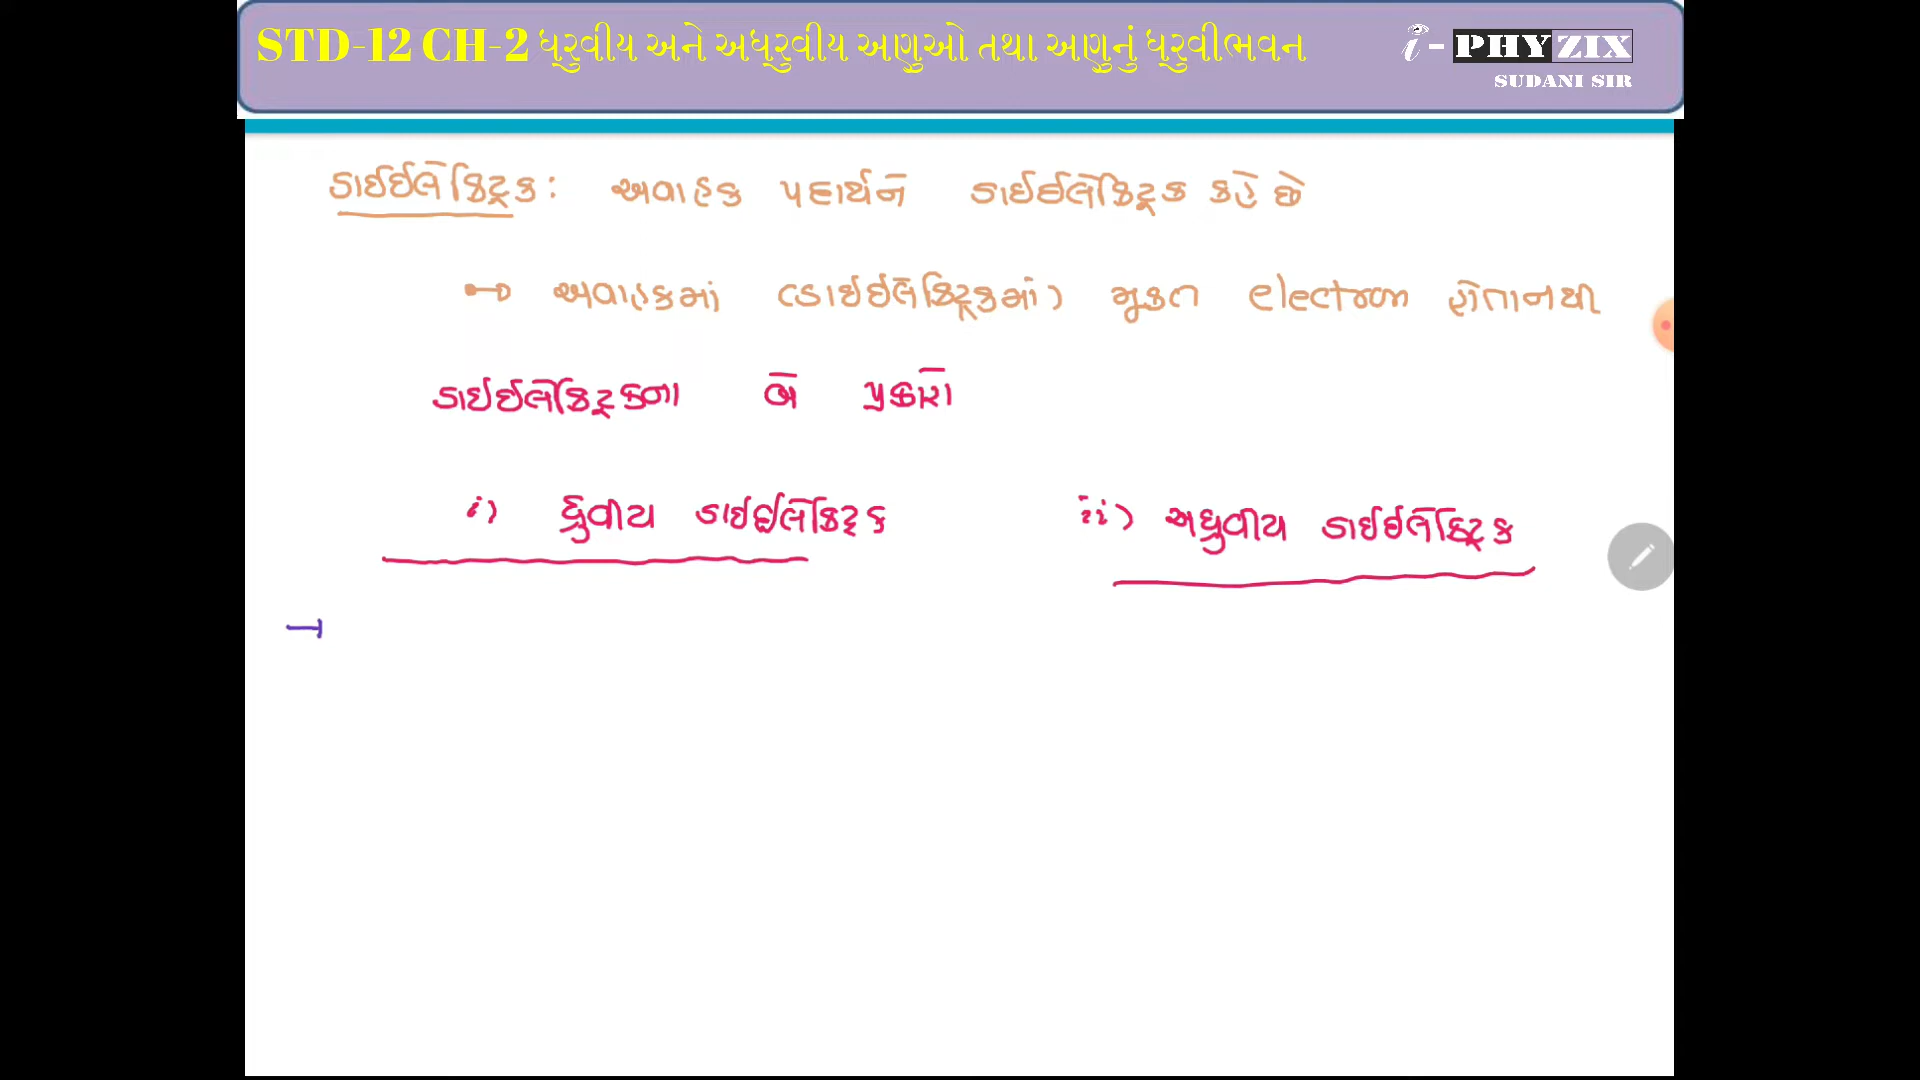 STD-12 CH-2 ધ્રુવીય અને અધ્રુવીય અણુઓ તથા અણુનું ધ્રુવીભવન
i-PHYZIX
SUDANI SIR
ડાઈઈલેક્ટ્રિક : અવાહક પદાર્થને ડાઈઈલેક્ટ્રિક કહે છે
→ અવાહકમાં (ડાઈઈલેક્ટ્રિકમાં) મુક્ત electron હોતા નથી
ડાઈઈલેક્ટ્રિકના બે પ્રકારો
i) ધ્રુવીય ડાઈઈલેક્ટ્રિક ii) અધ્રુવીય ડાઈઈલેક્ટ્રિક